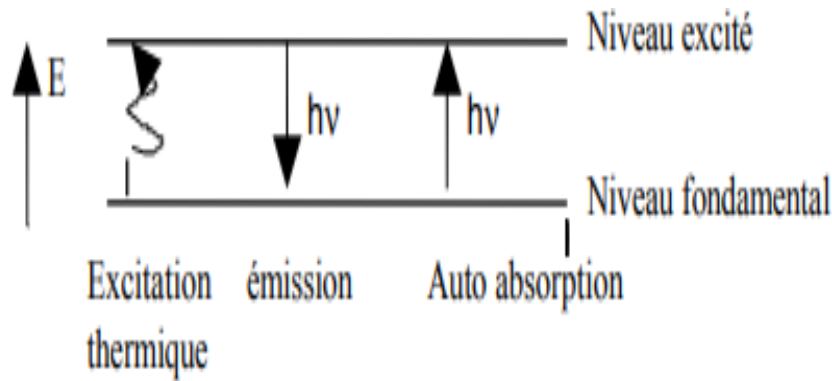 Niveau excité
E
hν
hν
Niveau fondamental
Excitation émission Auto absorption
thermique